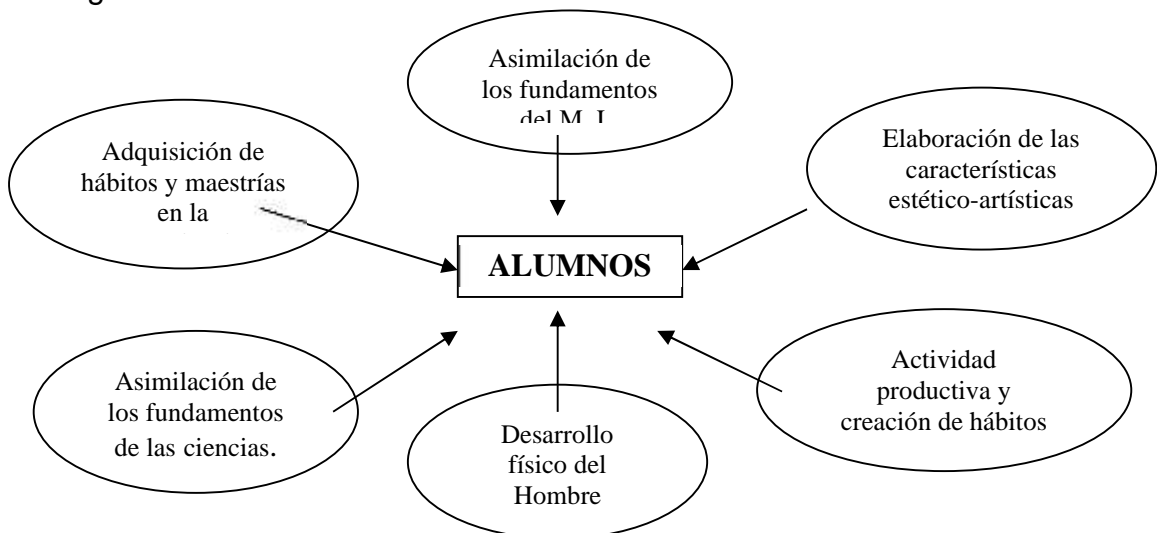 Asimilación de
los fundamentos
del M. I
Adquisición de
hábitos y maestrías
en la
Elaboración de las
características
estético-artísticas
ALUMNOS
Asimilación de
los fundamentos
de las ciencias.
Desarrollo
físico del
Hombre
Actividad
productiva y
creación de hábitos